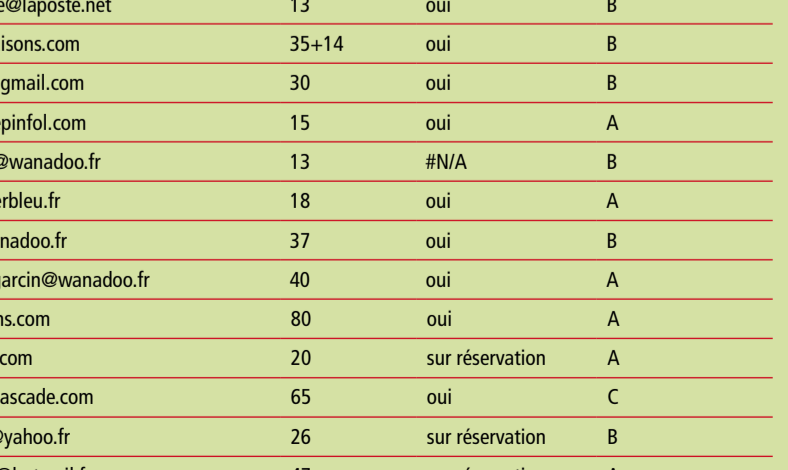 e@laposte.net 13 oui B
isons.com 35+14 oui B
gmail.com 30 oui B
pinfol.com 15 oui A
@wanadoo.fr 13 #N/A B
erbleu.fr 18 oui A
nadoo.fr 37 oui B
garcin@wanadoo.fr 40 oui A
ns.com 80 oui A
com 20 sur réservation A
ascade.com 65 oui C
@yahoo.fr 26 sur réservation B